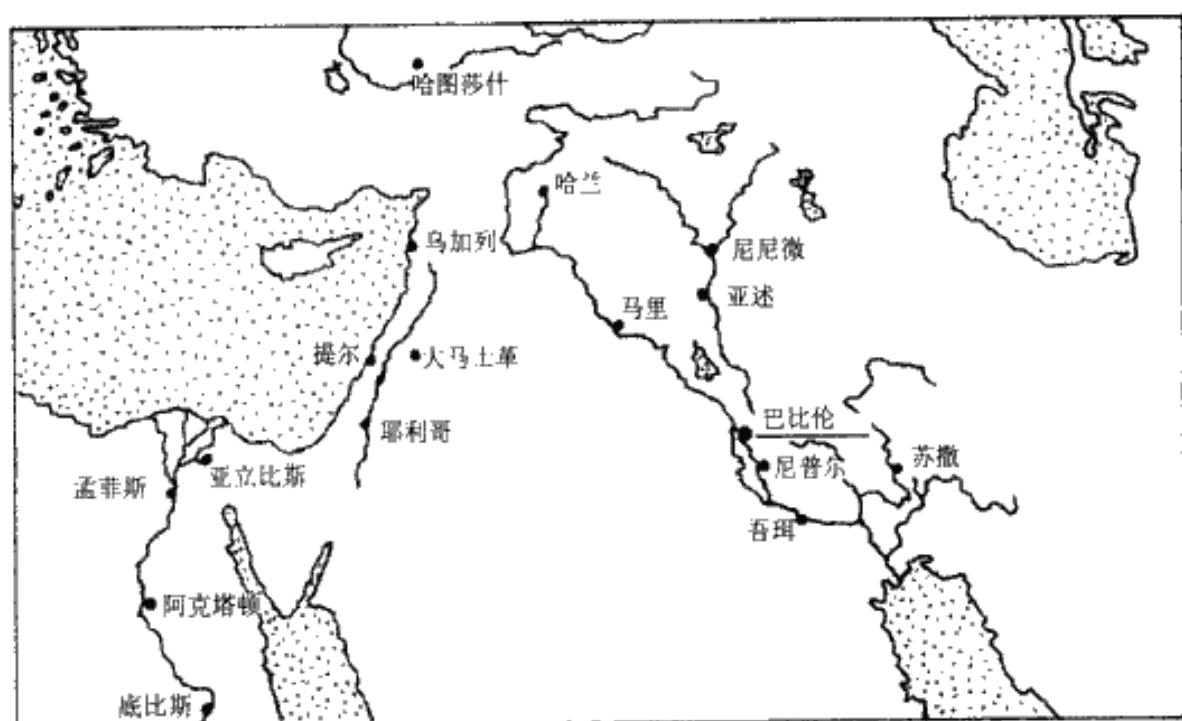 哈图莎什
哈兰
乌加列
尼尼微
亚述
马里
提尔
大马士革
巴比伦
耶利哥
苏撒
亚立比斯
尼普尔
孟菲斯
吾珥
阿克塔顿
底比斯